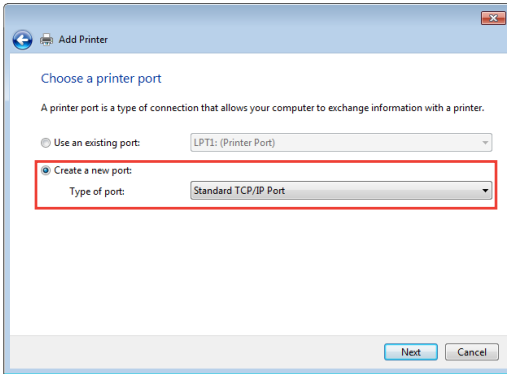 Add Printer
Choose a printer port
A printer port is a type of connection that allows your computer to exchange information with a printer.
Use an existing port: LPT1: (Printer Port)
Create a new port:
Type of port: Standard TCP/IP Port
Next Cancel